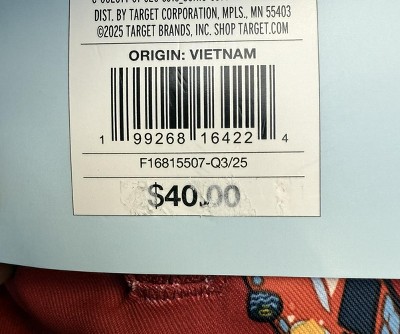 DIST. BY TARGET CORPORATION, MPLS., MN 55403
©2025 TARGET BRANDS, INC. SHOP TARGET.COM
ORIGIN: VIETNAM
1 99268 16422 4
F16815507-Q3/25
$40.00